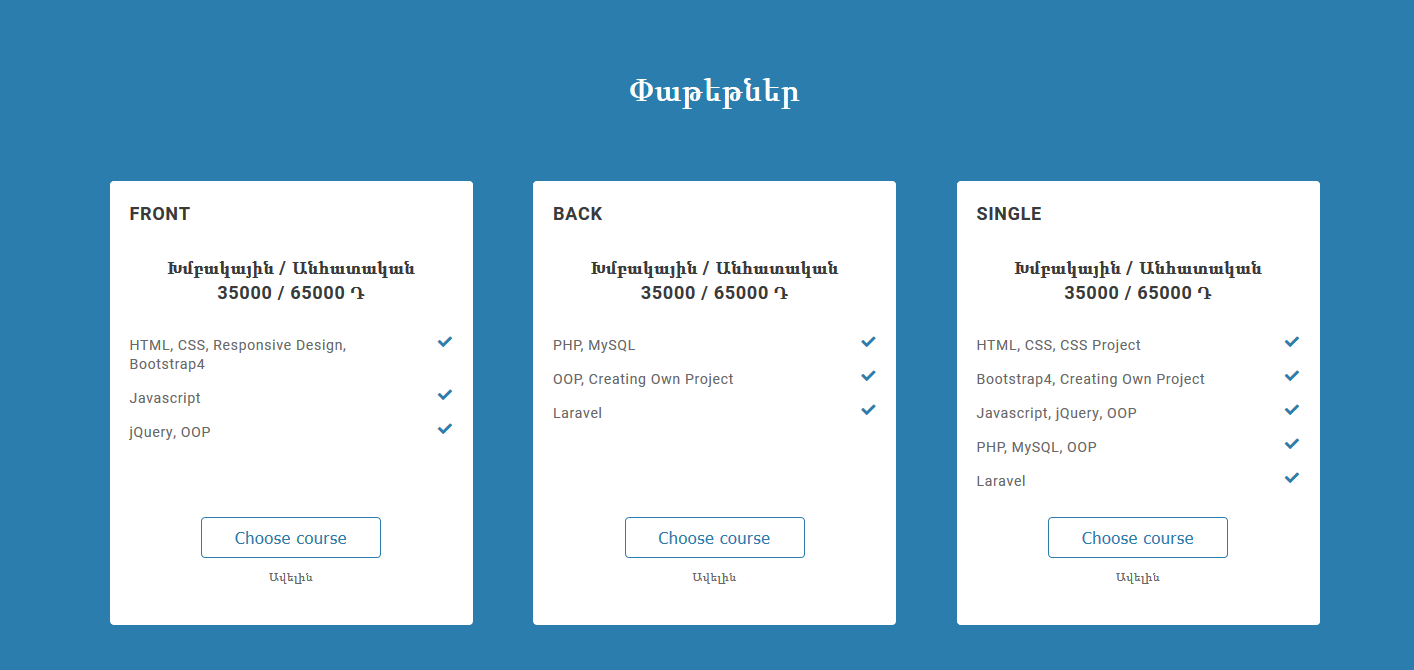 Փաթեթներ
FRONT
Խմբակային / Անհատական
35000 / 65000 Դ
HTML, CSS, Responsive Design,
Bootstrap4
Javascript
jQuery, OOP
Choose course
Ավելին
BACK
Խմբակային / Անհատական
35000 / 65000 Դ
PHP, MySQL
OOP, Creating Own Project
Laravel
Choose course
Ավելին
SINGLE
Խմբակային / Անհատական
35000 / 65000 Դ
HTML, CSS, CSS Project
Bootstrap4, Creating Own Project
Javascript, jQuery, OOP
PHP, MySQL, OOP
Laravel
Choose course
Ավելին